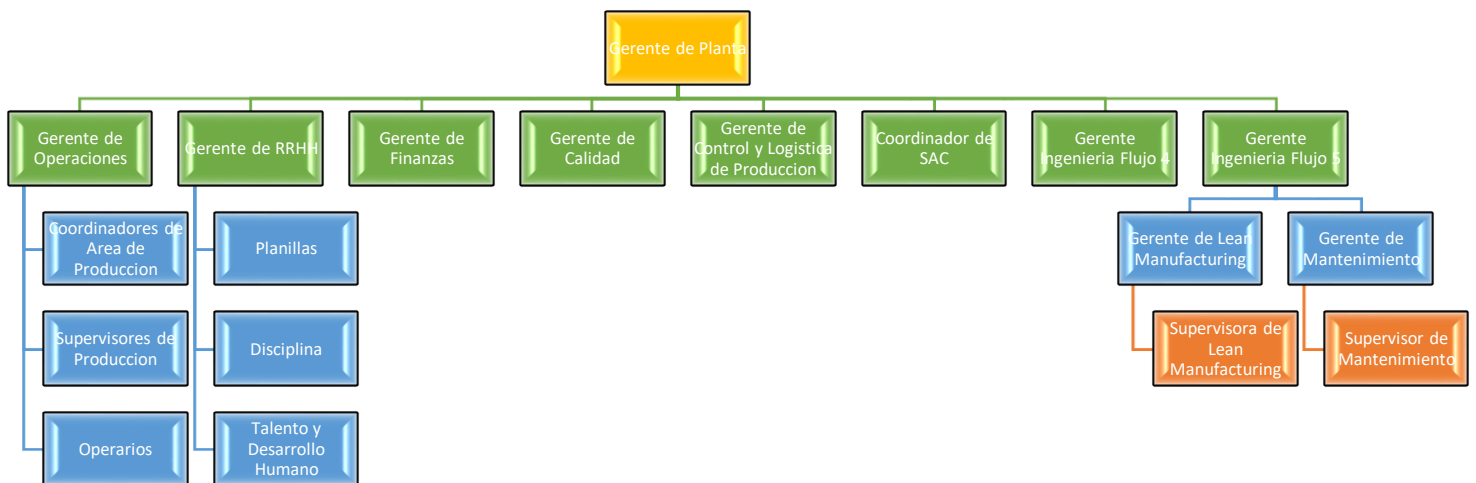 Gerente de Planta
Gerente de
Operaciones
Gerente de RRHH
Gerente de
Finanzas
Gerente de
Calidad
Gerente de
Control y Logistica
de Produccion
Coordinador de
SAC
Gerente
Ingenieria Flujo 4
Gerente
Ingenieria Flujo 5
Coordinadores de
Area de
Produccion
Planillas
Gerente de Lean
Manufacturing
Gerente de
Mantenimiento
Supervisores de
Produccion
Disciplina
Supervisora de
Lean
Manufacturing
Supervisor de
Mantenimiento
Operarios
Talento y
Desarrollo
Humano